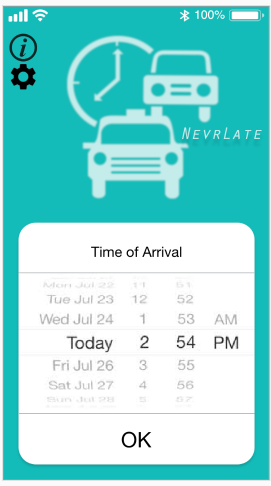 100%
i
NevrLate
Time of Arrival
Mon Jul 22 11 51
Tue Jul 23 12 52
Wed Jul 24 1 53 AM
Today 2 54 PM
Fri Jul 26 3 55
Sat Jul 27 4 56
Sun Jul 28 5 57
OK